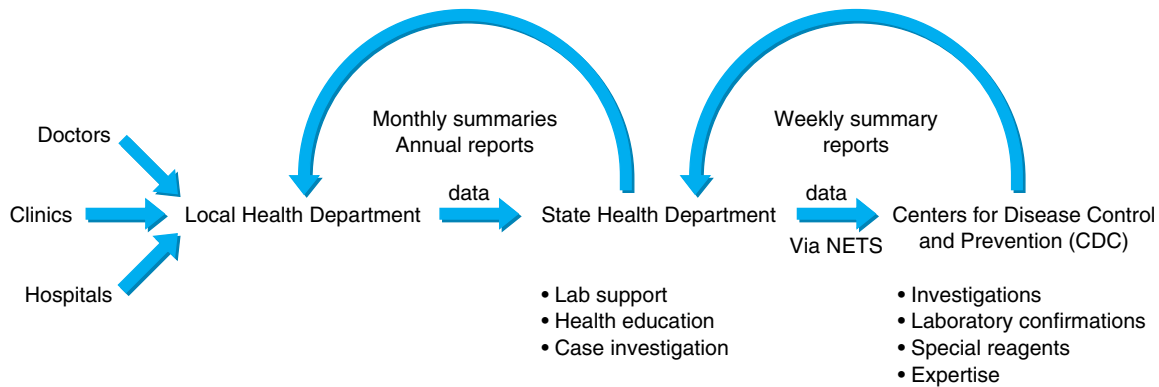 Monthly summaries
Annual reports
Weekly summary
reports
Doctors
Clinics
Hospitals
Local Health Department
data
State Health Department
data
Via NETS
Centers for Disease Control
and Prevention (CDC)
• Lab support
• Health education
• Case investigation
• Investigations
• Laboratory confirmations
• Special reagents
• Expertise